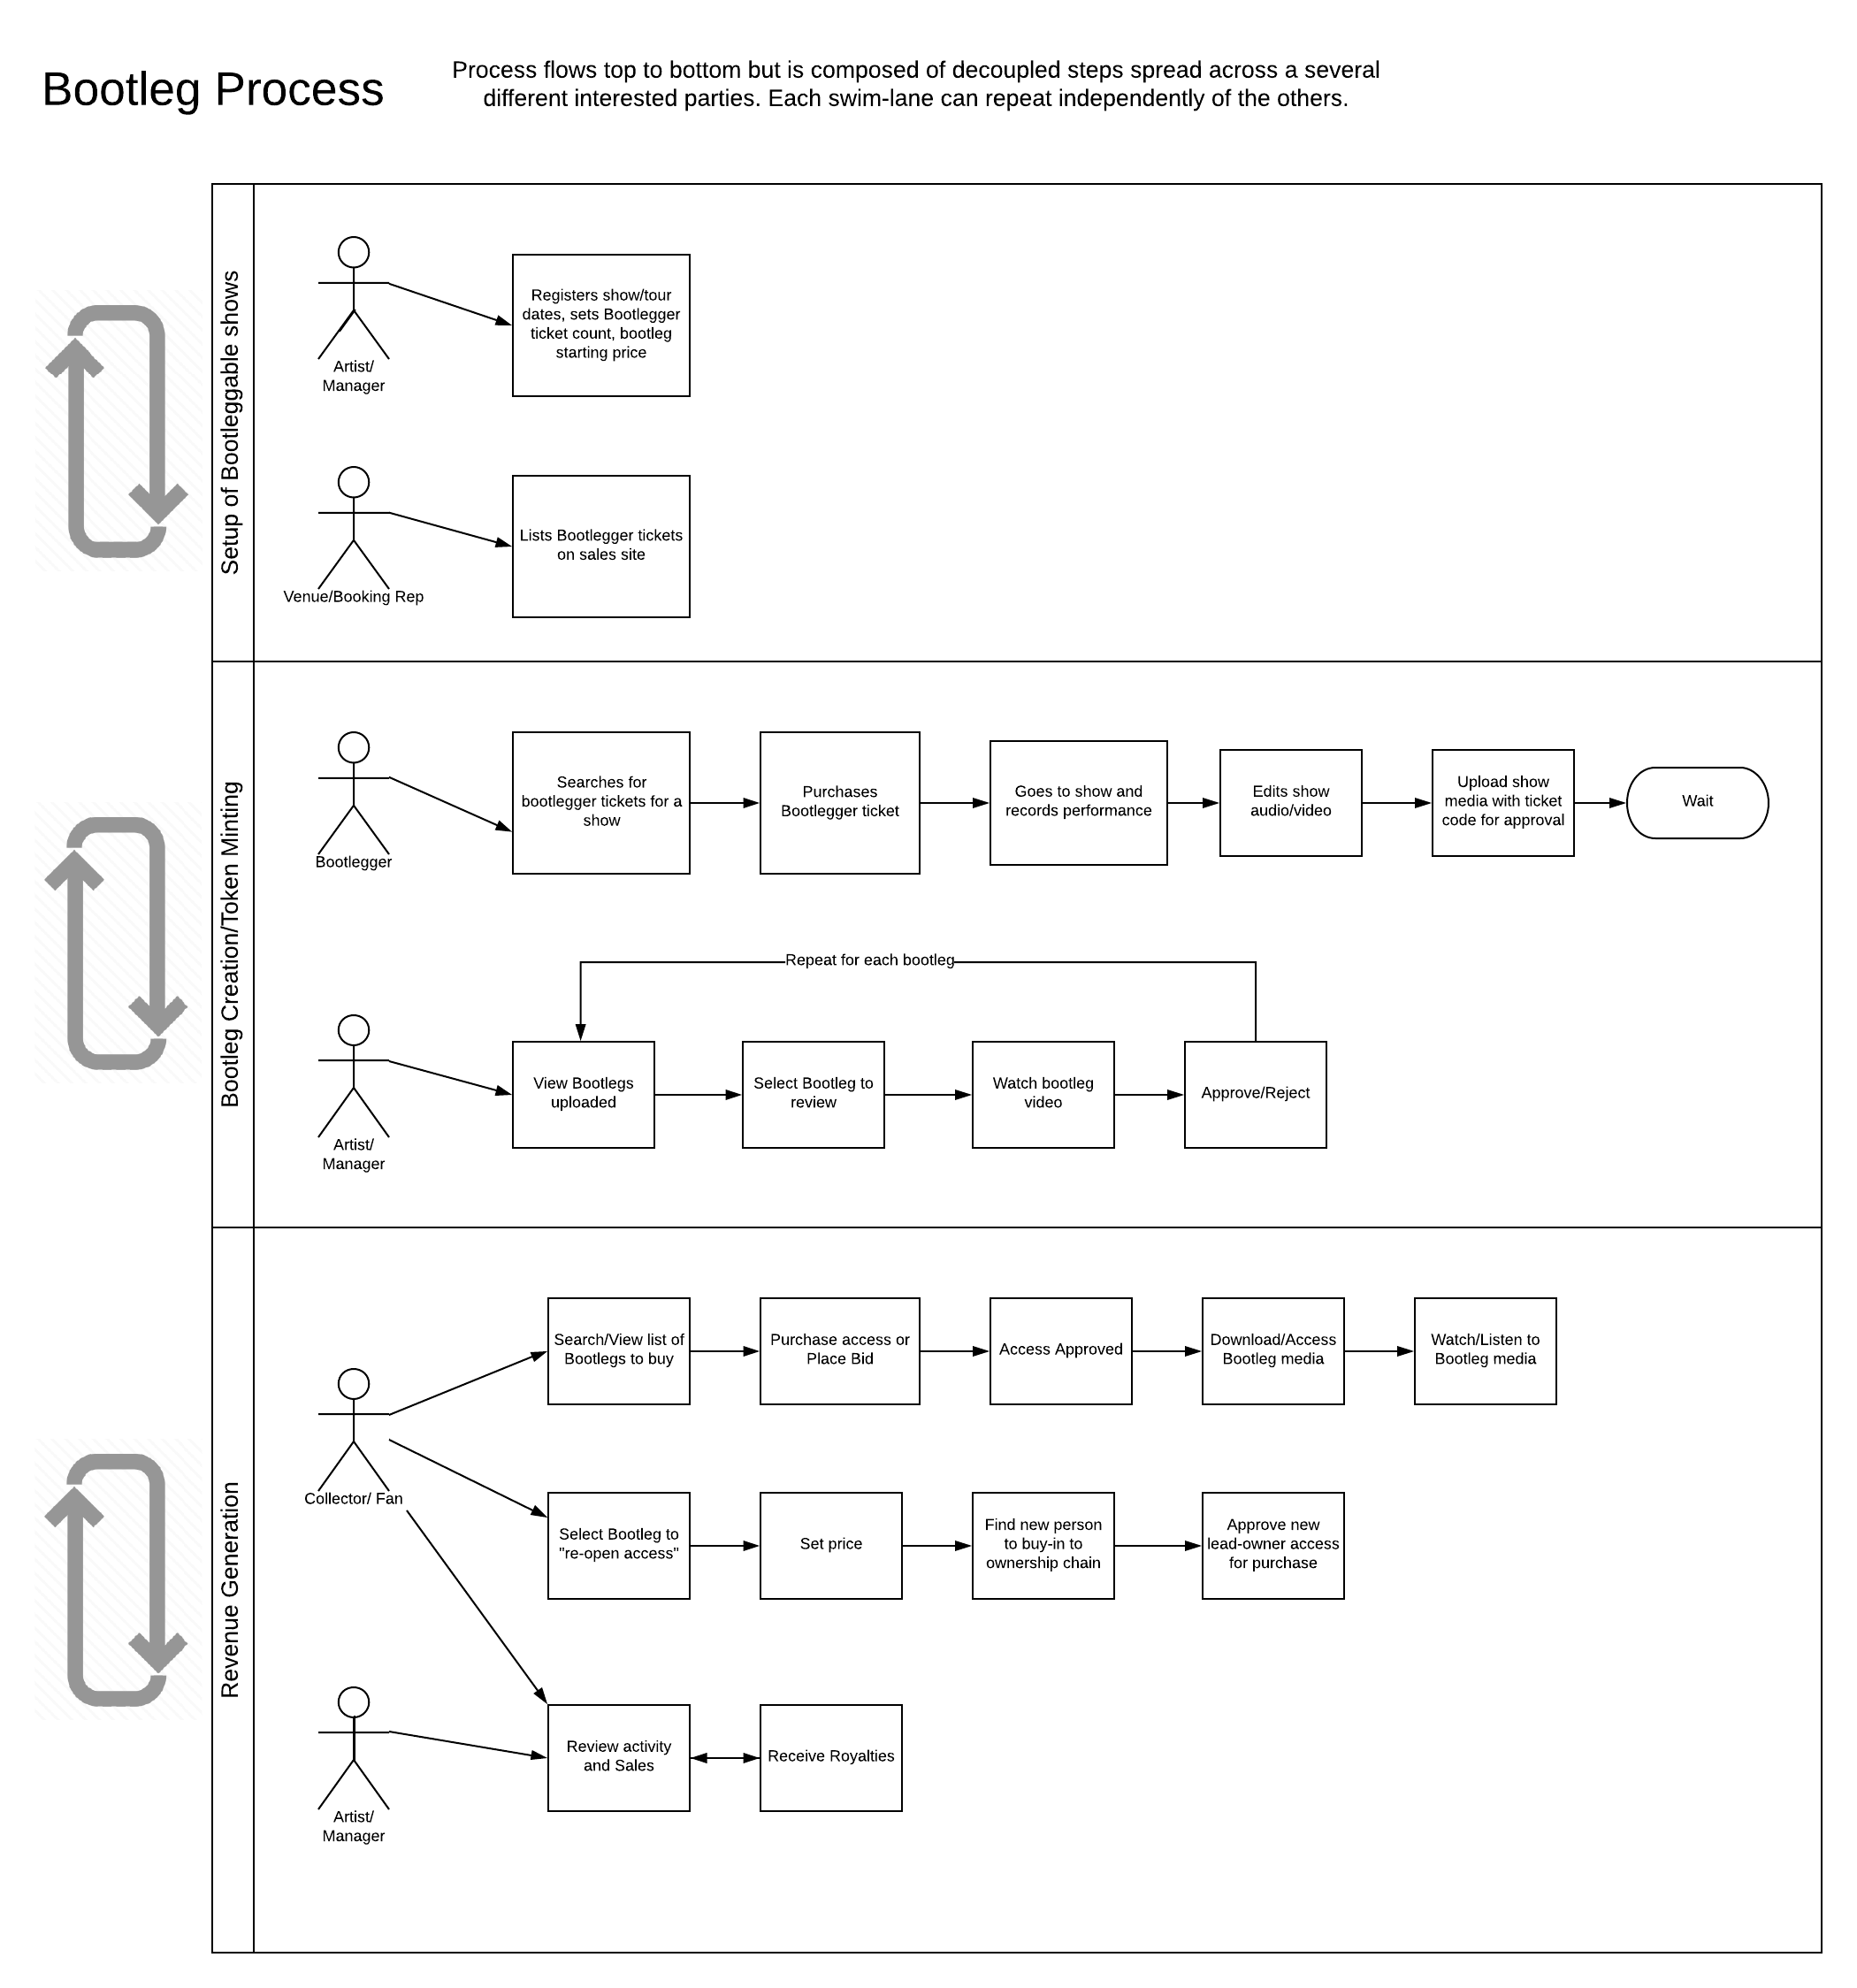 Bootleg Process
Process flows top to bottom but is composed of decoupled steps spread across a several
different interested parties. Each swim-lane can repeat independently of the others.
Setup of Bootleggable shows
Artist/
Manager
Registers show/tour
dates, sets Bootlegger
ticket count, bootleg
starting price
Venue/Booking Rep
Lists Bootlegger tickets
on sales site
Bootleg Creation/Token Minting
Bootlegger
Searches for
bootlegger tickets for a
show
Purchases
Bootlegger ticket
Goes to show and
records performance
Edits show
audio/video
Upload show
media with ticket
code for approval
Wait
Repeat for each bootleg
Artist/
Manager
View Bootlegs
uploaded
Select Bootleg to
review
Watch bootleg
video
Approve/Reject
Revenue Generation
Collector/ Fan
Search/View list of
Bootlegs to buy
Purchase access or
Place Bid
Access Approved
Download/Access
Bootleg media
Watch/Listen to
Bootleg media
Select Bootleg to
"re-open access"
Set price
Find new person
to buy-in to
ownership chain
Approve new
lead-owner access
for purchase
Artist/
Manager
Review activity
and Sales
Receive Royalties